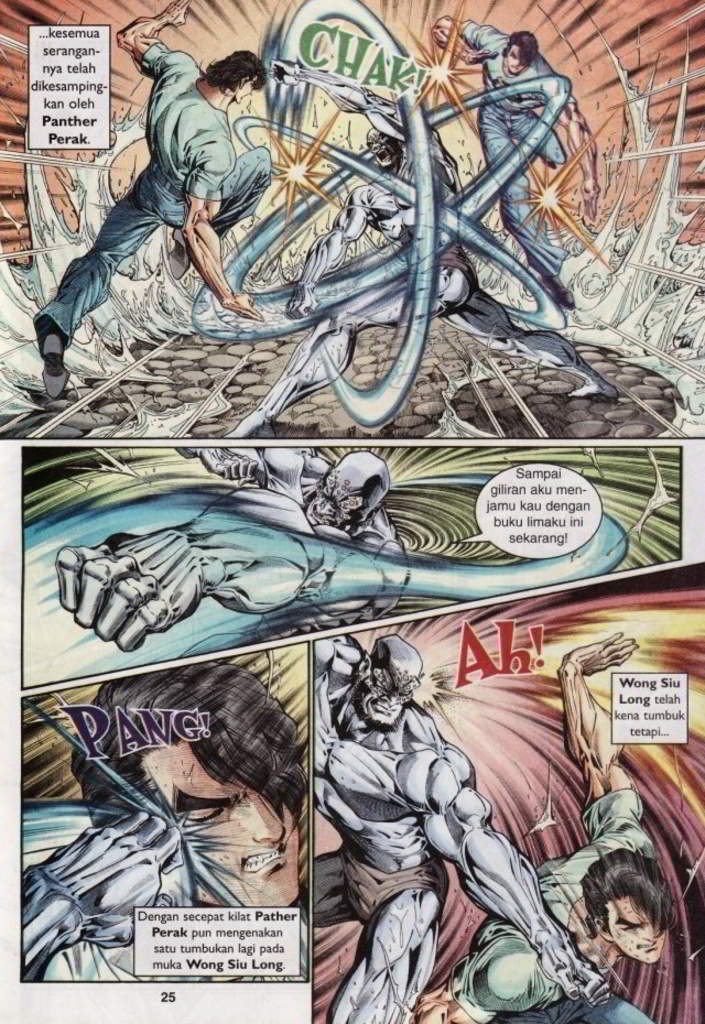 ...kesemua
serangan-
nya telah
dikesamping-
kan oleh
Panther
Perak.
CHAK!
Sampai
giliran aku men-
jamu kau dengan
buku limaku ini
sekarang!
PANG!
Dengan secepat kilat Pather
Perak pun mengenakan
satu tumbukan lagi pada
muka Wong Siu Long.
Ah!
Wong Siu
Long telah
kena tumbuk
tetapi...
25